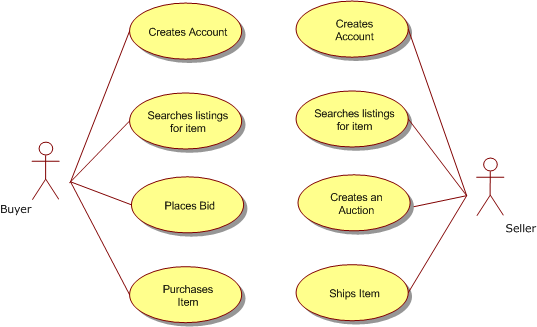 Creates Account
Creates
Account
Searches listings
for item
Searches listings
for item
Buyer
Places Bid
Creates an
Auction
Seller
Purchases
Item
Ships Item